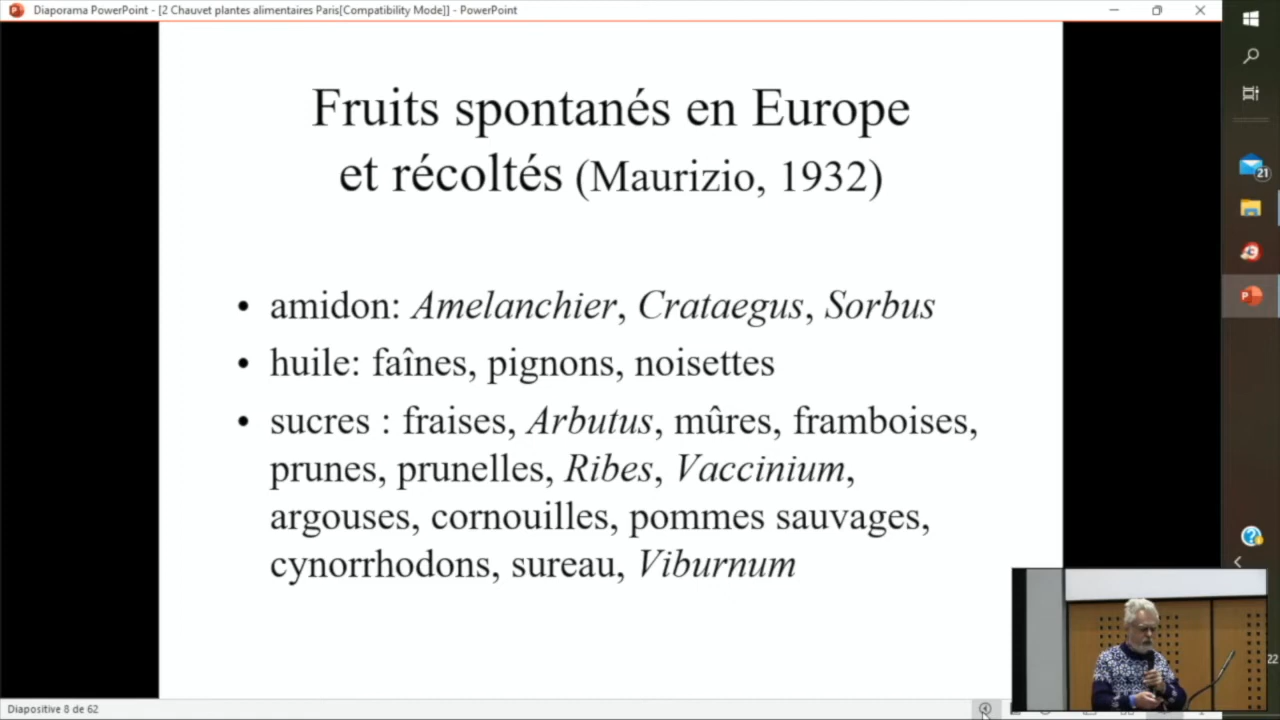 Diaporama PowerPoint - [2 Chauvet plantes alimentaires Paris[Compatibility Mode]] - PowerPoint
Fruits spontanés en Europe
et récoltés (Maurizio, 1932)
• amidon: Amelanchier, Crataegus, Sorbus
• huile: faînes, pignons, noisettes
• sucres : fraises, Arbutus, mûres, framboises,
prunes, prunelles, Ribes, Vaccinium,
argouses, cornouilles, pommes sauvages,
cynorrhodons, sureau, Viburnum
21
22
Diapositive 8 de 62